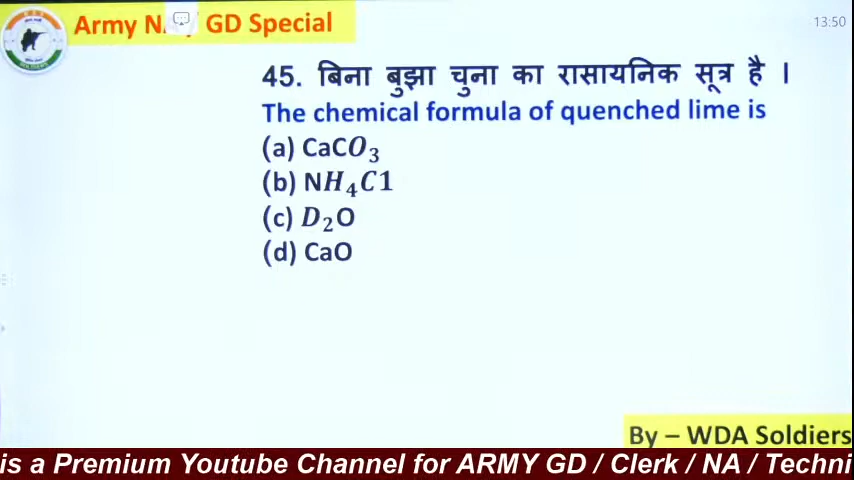 Army N GD Special
13:50
45. बिना बुझा चुना का रासायनिक सूत्र है ।
The chemical formula of quenched lime is
(a) CaCO₃
(b) NH₄C1
(c) D₂O
(d) CaO
By – WDA Soldiers
is a Premium Youtube Channel for ARMY GD / Clerk / NA / Techni